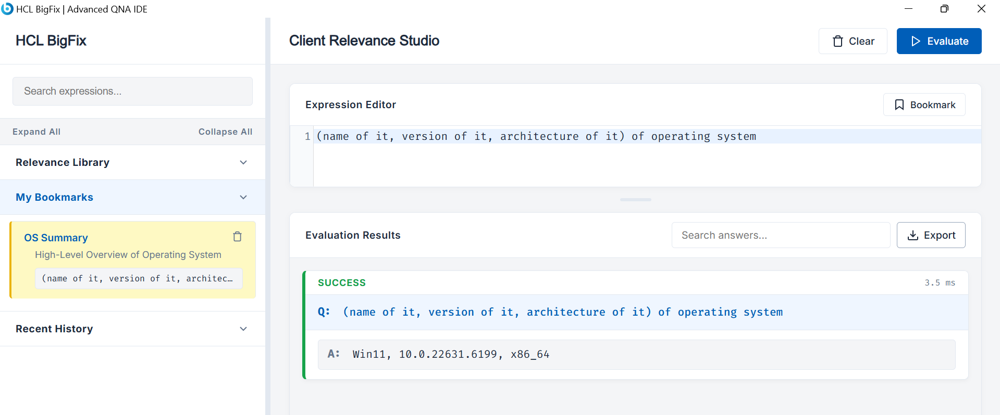 HCL BigFix | Advanced QNA IDE
HCL BigFix
Search expressions...
Expand All
Collapse All
Relevance Library
My Bookmarks
OS Summary
High-Level Overview of Operating System
(name of it, version of it, architec...
Recent History
Client Relevance Studio
Clear
Evaluate
Expression Editor
Bookmark
1 (name of it, version of it, architecture of it) of operating system
Evaluation Results
Search answers...
Export
SUCCESS
3.5 ms
Q: (name of it, version of it, architecture of it) of operating system
A: Win11, 10.0.22631.6199, x86_64